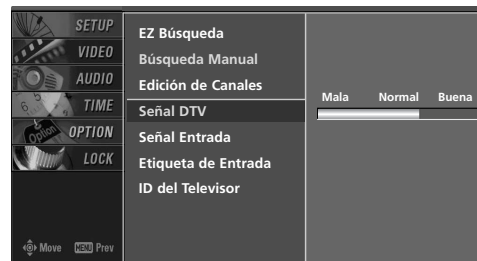 SETUP
VIDEO
AUDIO
TIME
OPTION
LOCK
Move MENU Prev
EZ Búsqueda
Búsqueda Manual
Edición de Canales
Señal DTV
Señal Entrada
Etiqueta de Entrada
ID del Televisor
Mala Normal Buena